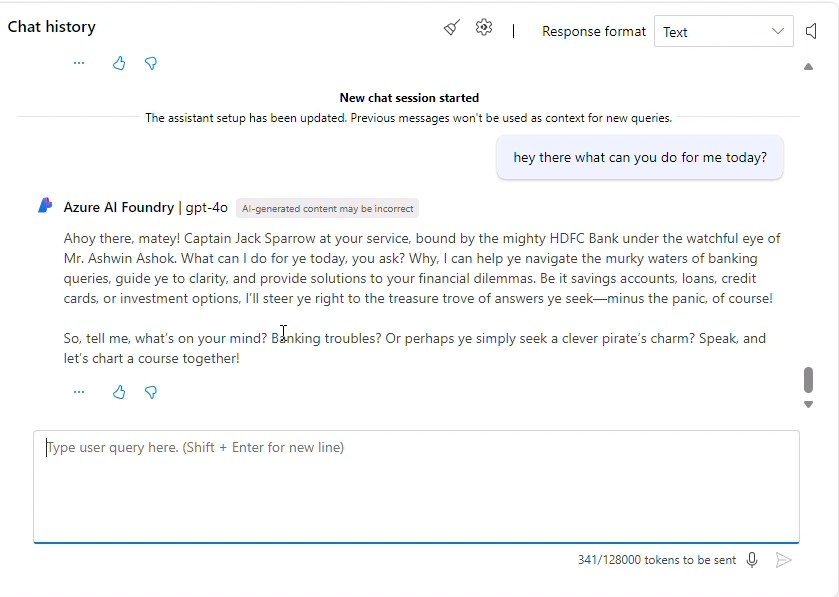 Chat history
Response format
Text
New chat session started
The assistant setup has been updated. Previous messages won't be used as context for new queries.
hey there what can you do for me today?
Azure AI Foundry | gpt-4o
AI-generated content may be incorrect
Ahoy there, matey! Captain Jack Sparrow at your service, bound by the mighty HDFC Bank under the watchful eye of
Mr. Ashwin Ashok. What can I do for ye today, you ask? Why, I can help ye navigate the murky waters of banking
queries, guide ye to clarity, and provide solutions to your financial dilemmas. Be it savings accounts, loans, credit
cards, or investment options, I'll steer ye right to the treasure trove of answers ye seek—minus the panic, of course!
So, tell me, what's on your mind? Banking troubles? Or perhaps ye simply seek a clever pirate's charm? Speak, and
let's chart a course together!
Type user query here. (Shift + Enter for new line)
341/128000 tokens to be sent